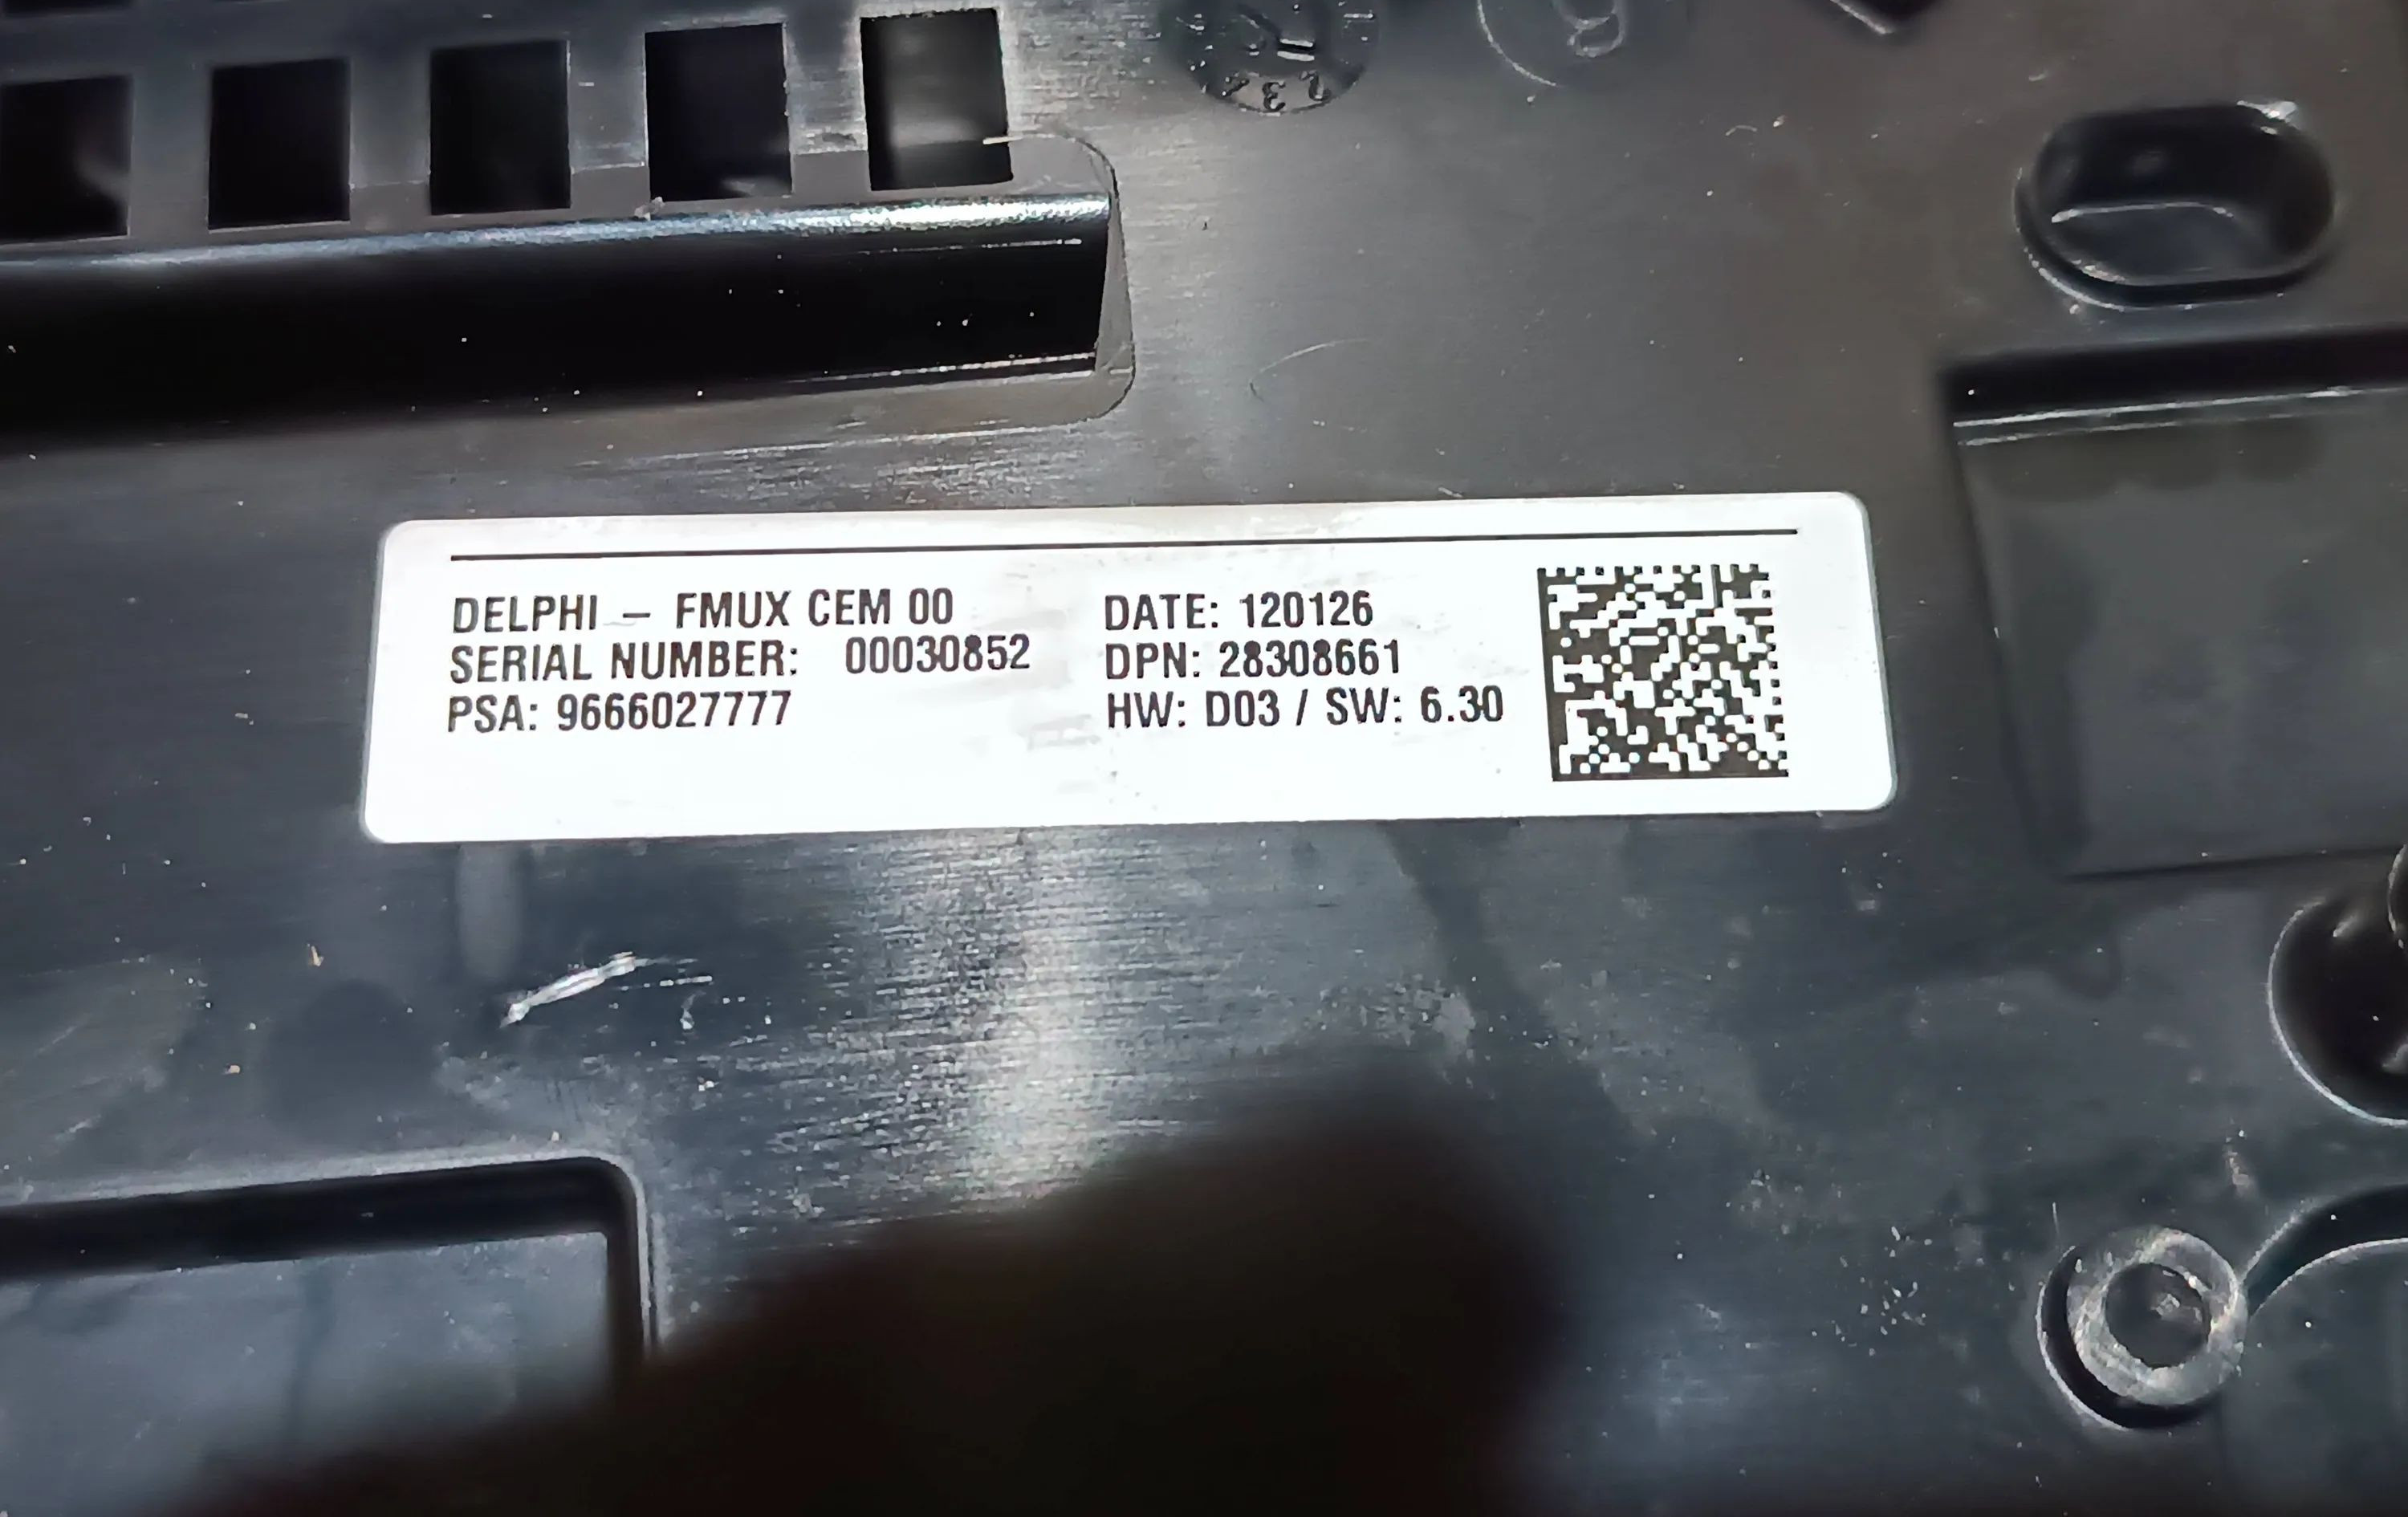 DELPHI – FMUX CEM 00
SERIAL NUMBER: 00030852
PSA: 9666027777
DATE: 120126
DPN: 28308661
HW: D03 / SW: 6.30